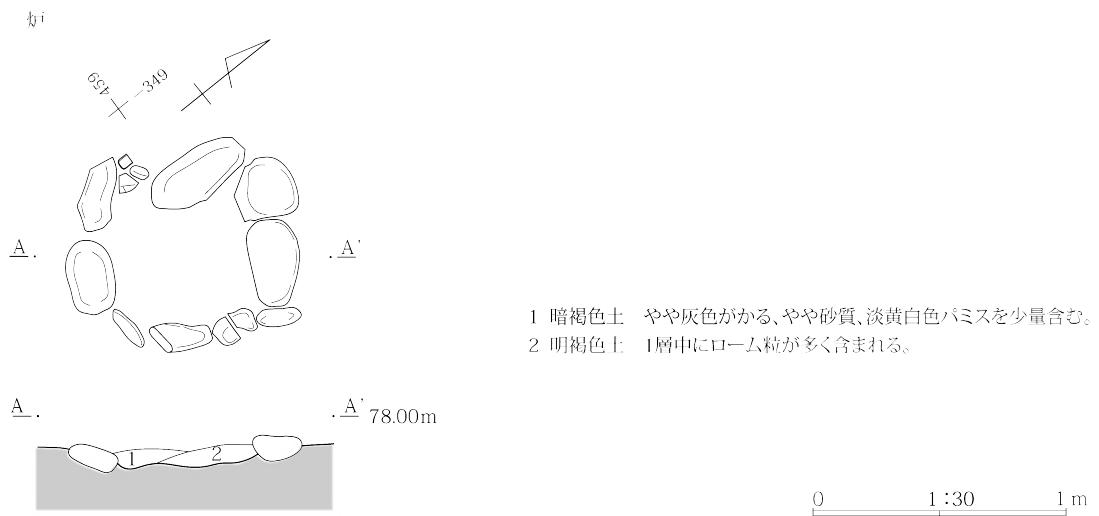 炉
459
-349
A
A'
1 暗褐色土 やや灰色がかる、やや砂質、淡黄白色パミスを少量含む。
2 明褐色土 1層中にローム粒が多く含まれる。
A
A' 78.00m
1
2
0 1:30 1m